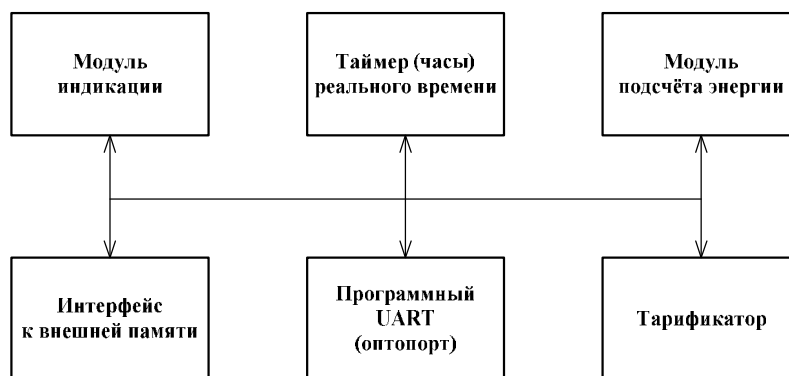 Модуль
индикации
Таймер (часы)
реального времени
Модуль
подсчёта энергии
Интерфейс
к внешней памяти
Программный
UART
(оптопорт)
Тарификатор